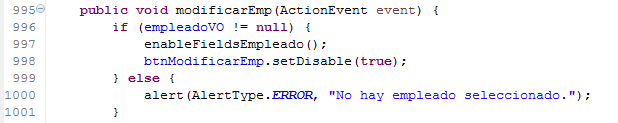 995 public void modificarEmp(ActionEvent event) {
996 if (empleadoVO != null) {
997 enableFieldsEmpleado();
998 btnModificarEmp.setDisable(true);
999 } else {
1000 alert(AlertType.ERROR, "No hay empleado seleccionado.");
1001 }